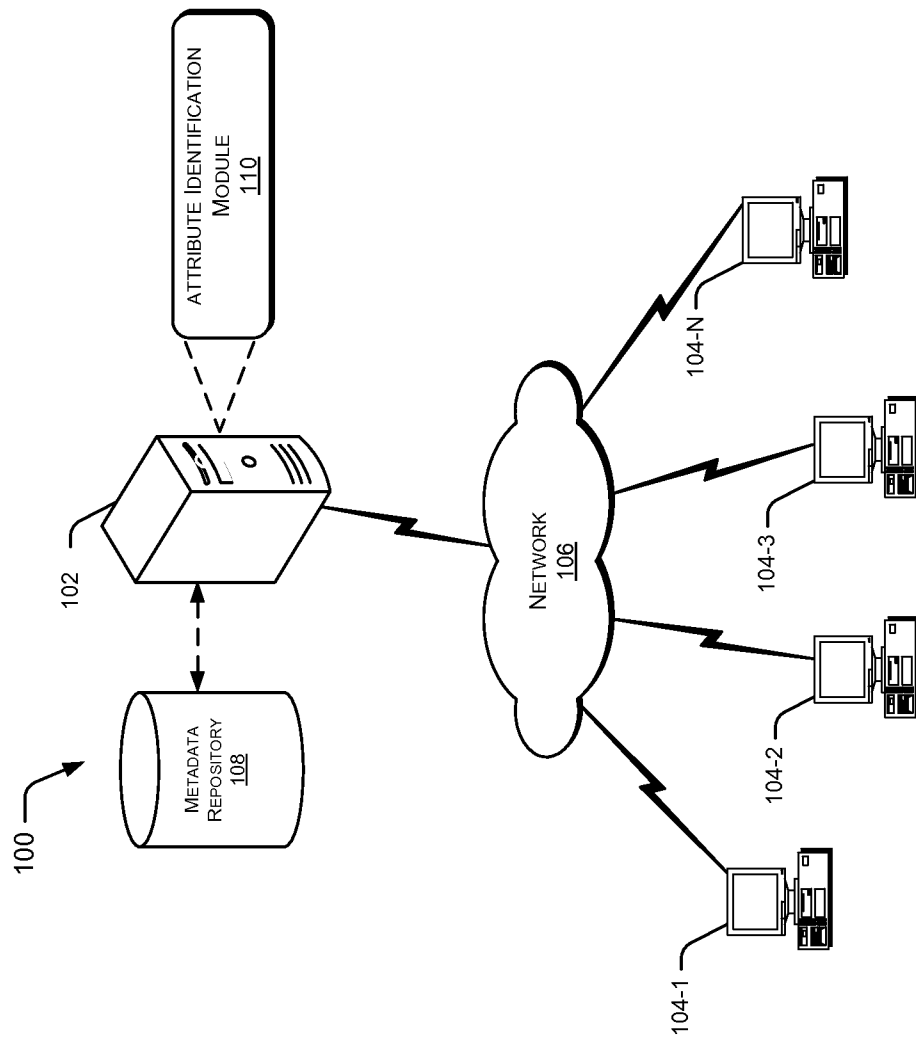 100
102
METADATA
REPOSITORY
108
ATTRIBUTE IDENTIFICATION
MODULE
110
NETWORK
106
104-1
104-2
104-3
104-N